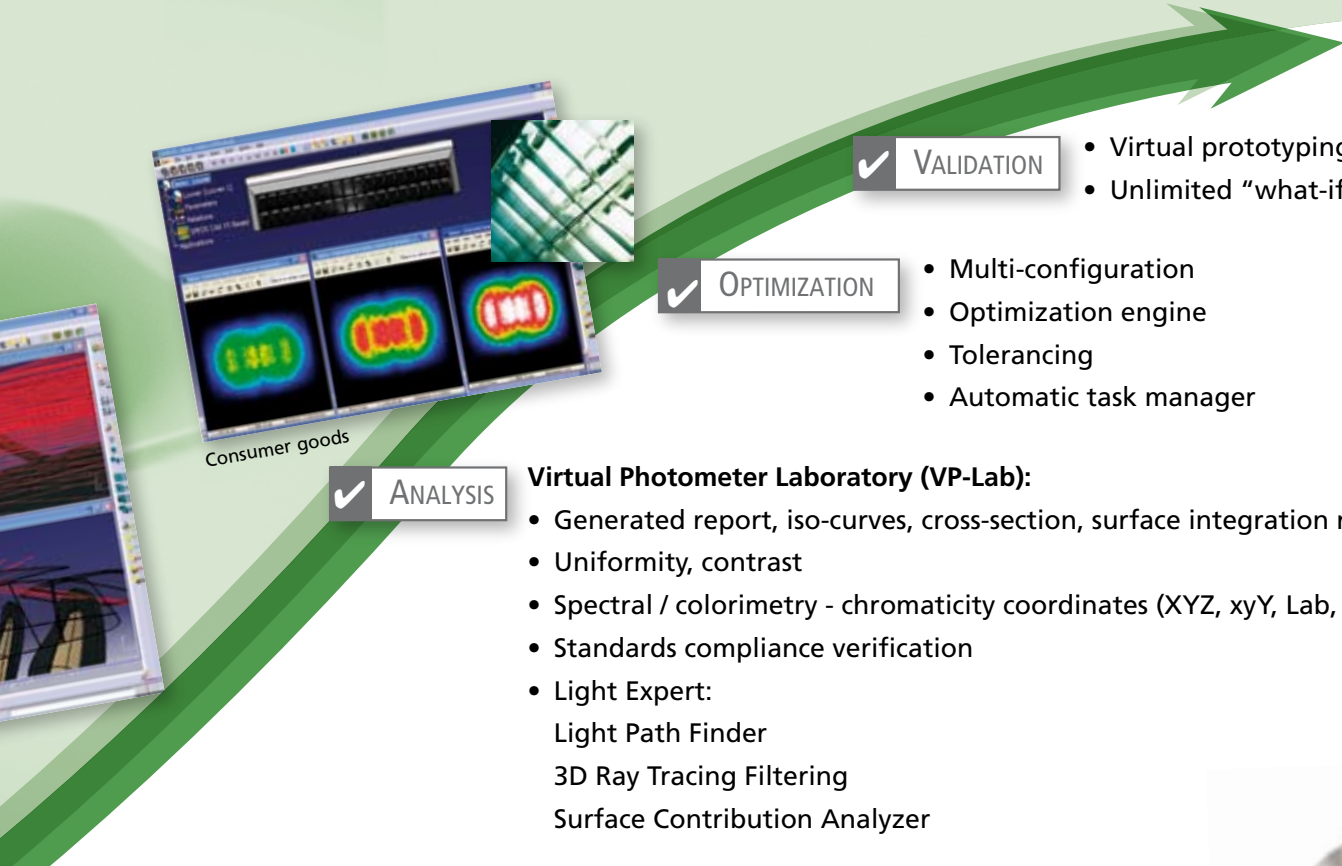 VALIDATION
• Virtual prototyping
• Unlimited “what-if
OPTIMIZATION
• Multi-configuration
• Optimization engine
• Tolerancing
• Automatic task manager
Consumer goods
ANALYSIS
Virtual Photometer Laboratory (VP-Lab):
• Generated report, iso-curves, cross-section, surface integration
• Uniformity, contrast
• Spectral / colorimetry - chromaticity coordinates (XYZ, xyY, Lab,
• Standards compliance verification
• Light Expert:
Light Path Finder
3D Ray Tracing Filtering
Surface Contribution Analyzer